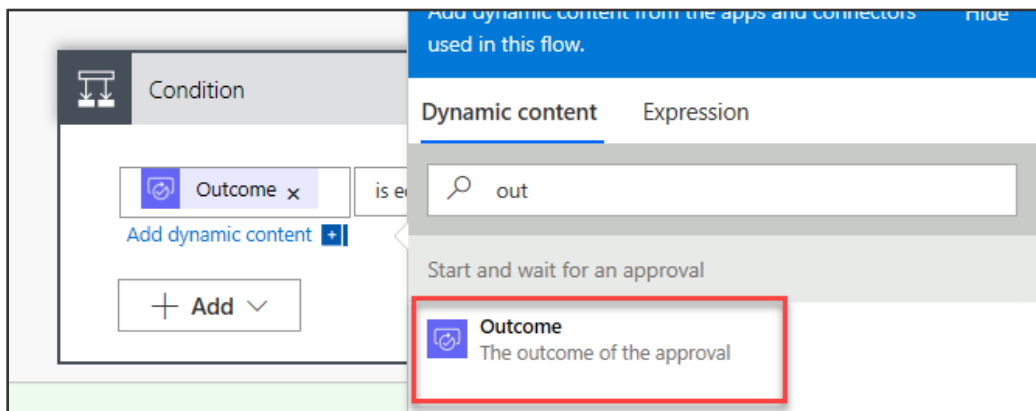 Add dynamic content from the apps and connectors
Hide
used in this flow.
Condition
Dynamic content
Expression
Outcome x
is e
out
Add dynamic content
Start and wait for an approval
+ Add
Outcome
The outcome of the approval